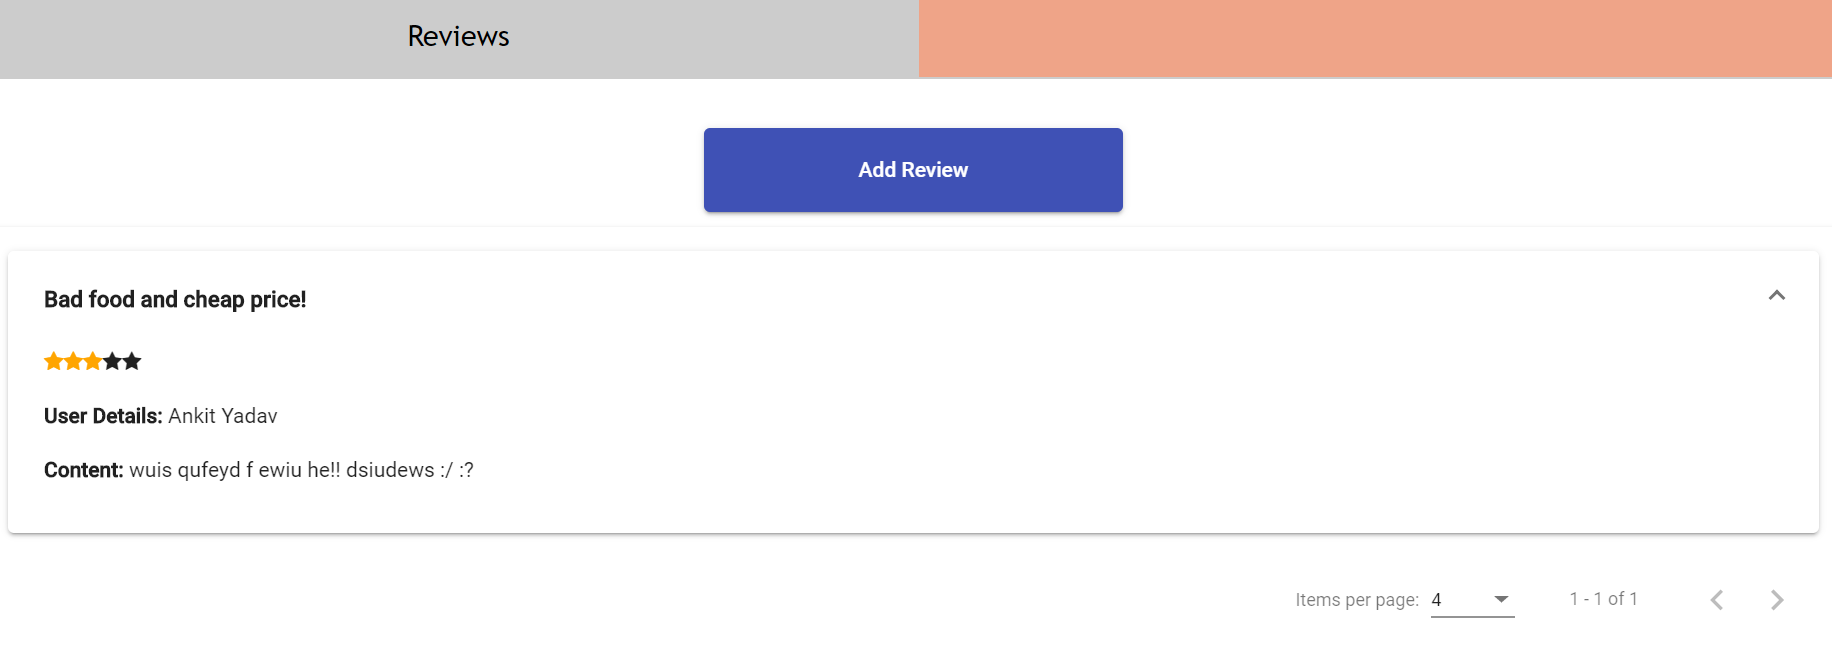 Reviews
Add Review
Bad food and cheap price!
User Details: Ankit Yadav
Content: wuis qufeyd f ewiu he!! dsiudews :/ :?
Items per page: 4 1 - 1 of 1